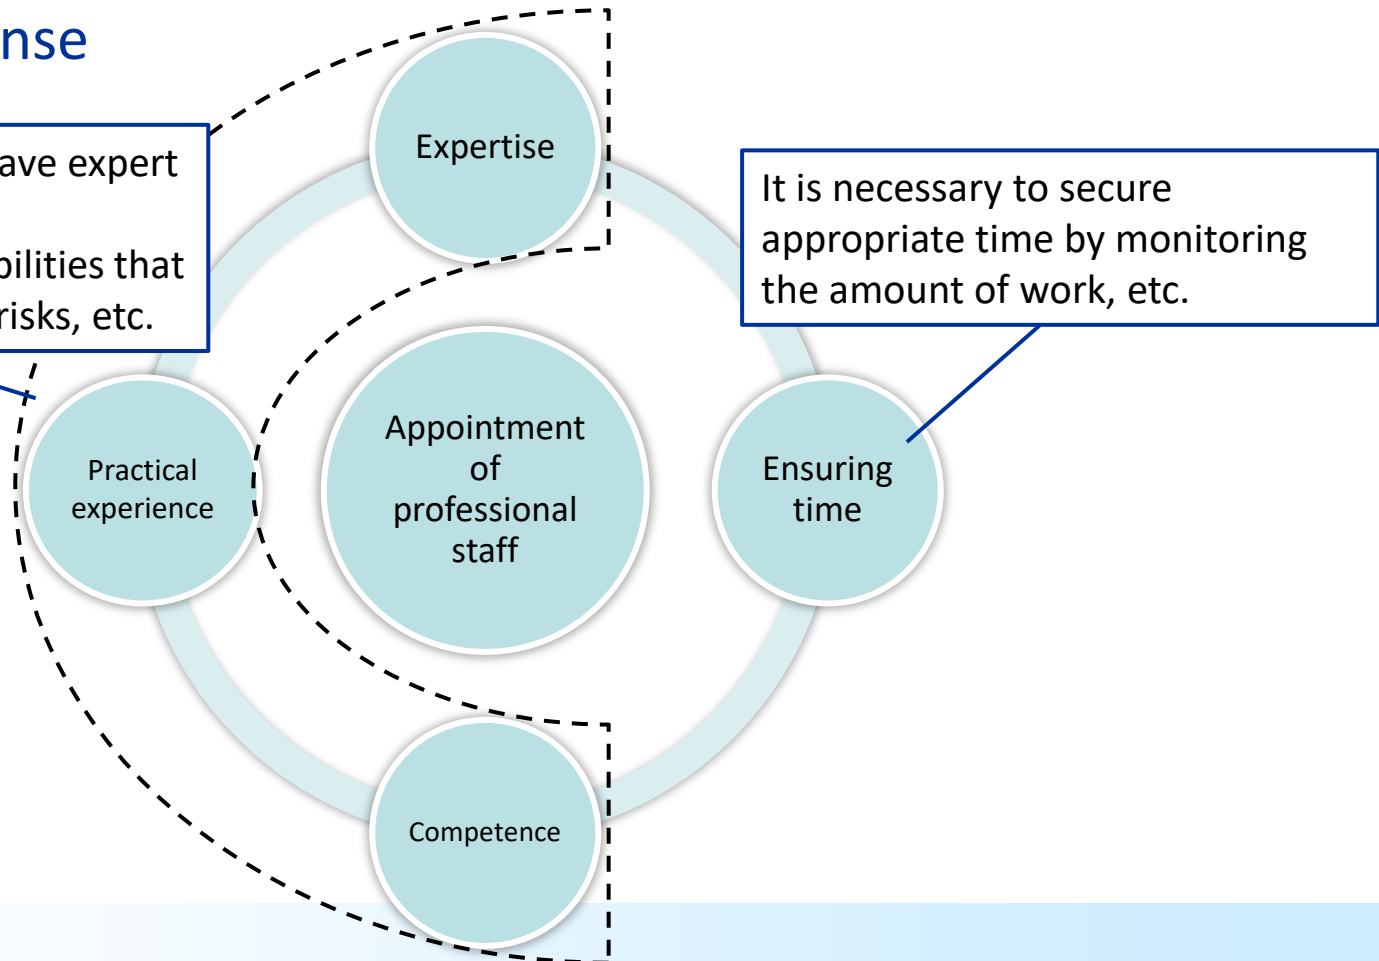 nse
ave expert
bilities that
risks, etc.
Expertise
It is necessary to secure
appropriate time by monitoring
the amount of work, etc.
Practical
experience
Appointment
of
professional
staff
Ensuring
time
Competence